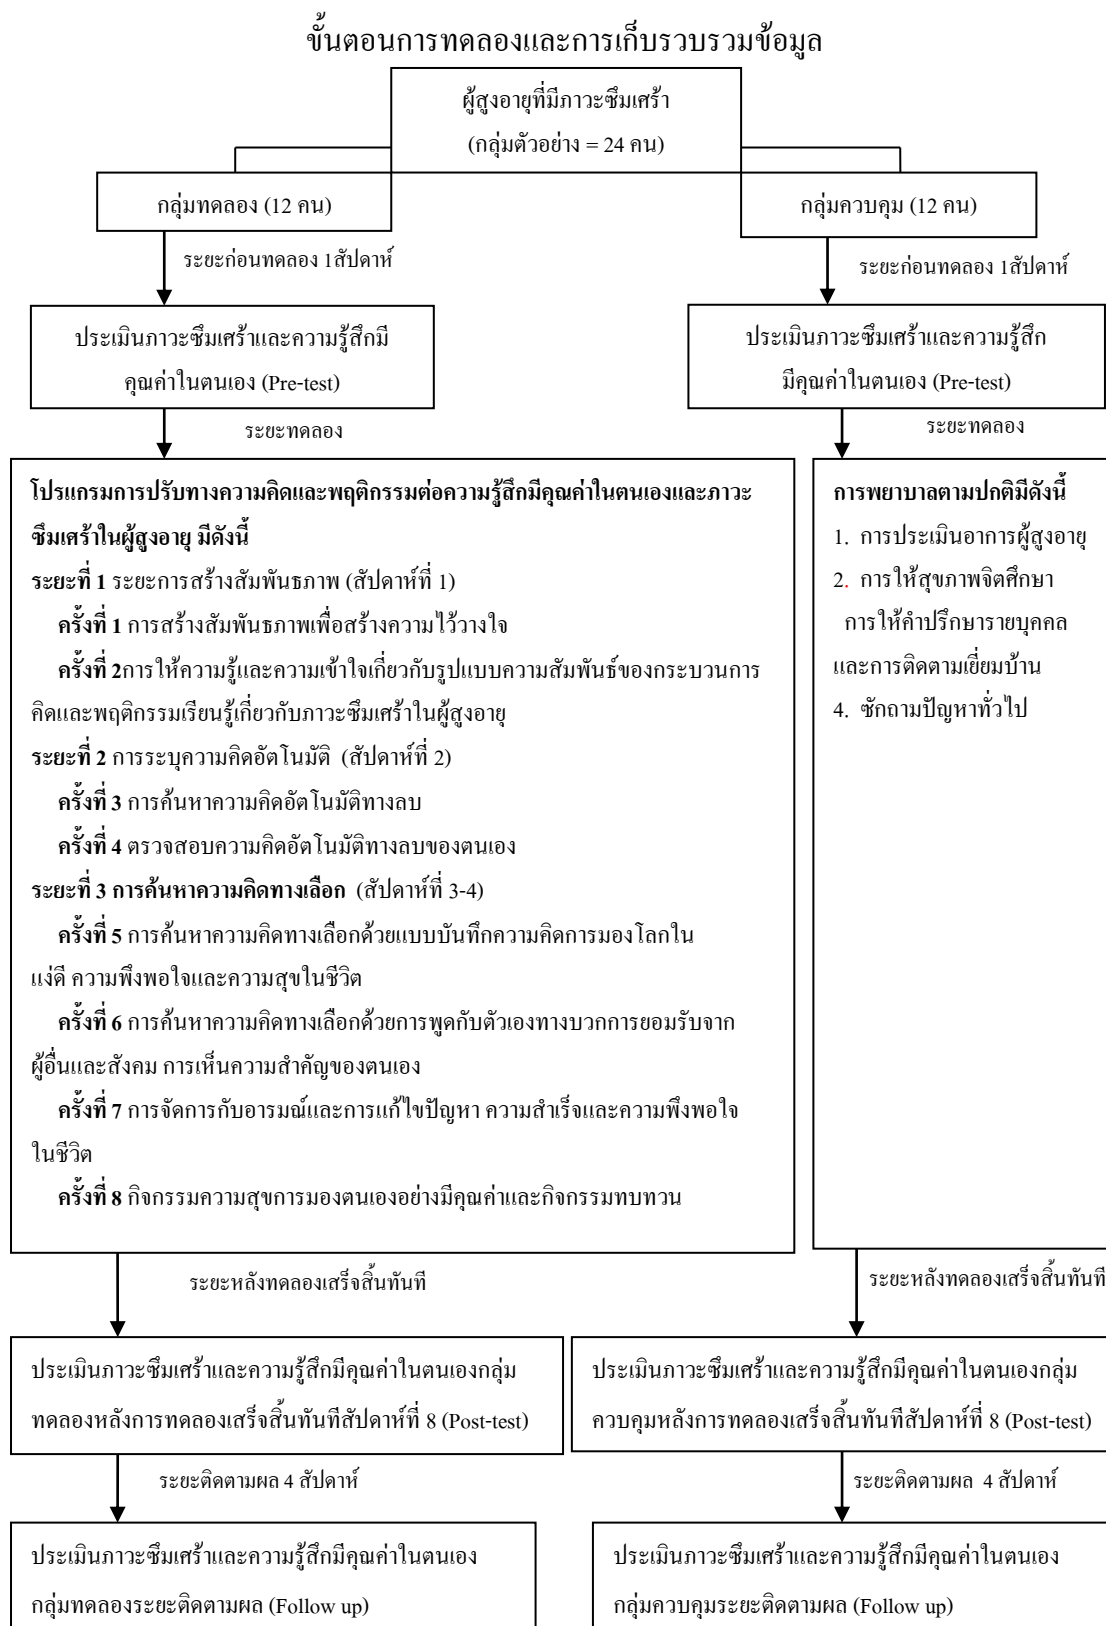 ขั้นตอนการทดลองและการเก็บรวบรวมข้อมูล
ผู้สูงอายุที่มีภาวะซึมเศร้า
(กลุ่มตัวอย่าง = 24 คน)
กลุ่มทดลอง (12 คน)
กลุ่มควบคุม (12 คน)
ระยะก่อนทดลอง 1สัปดาห์
ระยะก่อนทดลอง 1สัปดาห์
ประเมินภาวะซึมเศร้าและความรู้สึกมี
คุณค่าในตนเอง (Pre-test)
ประเมินภาวะซึมเศร้าและความรู้สึก
มีคุณค่าในตนเอง (Pre-test)
ระยะทดลอง
ระยะทดลอง
โปรแกรมการปรับทางความคิดและพฤติกรรมต่อความรู้สึกมีคุณค่าในตนเองและภาวะ
ซึมเศร้าในผู้สูงอายุ มีดังนี้
ระยะที่ 1 ระยะการสร้างสัมพันธภาพ (สัปดาห์ที่ 1)
ครั้งที่ 1 การสร้างสัมพันธภาพเพื่อสร้างความไว้วางใจ
ครั้งที่ 2การให้ความรู้และความเข้าใจเกี่ยวกับรูปแบบความสัมพันธ์ของกระบวนการ
คิดและพฤติกรรมเรียนรู้เกี่ยวกับภาวะซึมเศร้าในผู้สูงอายุ
ระยะที่ 2 การระบุความคิดอัตโนมัติ (สัปดาห์ที่ 2)
ครั้งที่ 3 การค้นหาความคิดอัตโนมัติทางลบ
ครั้งที่ 4 ตรวจสอบความคิดอัตโนมัติทางลบของตนเอง
ระยะที่ 3 การค้นหาความคิดทางเลือก (สัปดาห์ที่ 3-4)
ครั้งที่ 5 การค้นหาความคิดทางเลือกด้วยแบบบันทึกความคิดการมองโลกใน
แง่ดี ความพึงพอใจและความสุขในชีวิต
ครั้งที่ 6 การค้นหาความคิดทางเลือกด้วยการพูดกับตัวเองทางบวกการยอมรับจาก
ผู้อื่นและสังคม การเห็นความสำคัญของตนเอง
ครั้งที่ 7 การจัดการกับอารมณ์และการแก้ไขปัญหา ความสำเร็จและความพึงพอใจ
ในชีวิต
ครั้งที่ 8 กิจกรรมความสุขการมองตนเองอย่างมีคุณค่าและกิจกรรมทบทวน
การพยาบาลตามปกติมีดังนี้
1. การประเมินอาการผู้สูงอายุ
2. การให้สุขภาพจิตศึกษา
การให้คำปรึกษารายบุคคล
และการติดตามเยี่ยมบ้าน
4. ซักถามปัญหาทั่วไป
ระยะหลังทดลองเสร็จสิ้นทันที
ระยะหลังทดลองเสร็จสิ้นทันที
ประเมินภาวะซึมเศร้าและความรู้สึกมีคุณค่าในตนเองกลุ่ม
ทดลองหลังการทดลองเสร็จสิ้นทันทีสัปดาห์ที่ 8 (Post-test)
ประเมินภาวะซึมเศร้าและความรู้สึกมีคุณค่าในตนเองกลุ่ม
ควบคุมหลังการทดลองเสร็จสิ้นทันทีสัปดาห์ที่ 8 (Post-test)
ระยะติดตามผล 4 สัปดาห์
ระยะติดตามผล 4 สัปดาห์
ประเมินภาวะซึมเศร้าและความรู้สึกมีคุณค่าในตนเอง
กลุ่มทดลองระยะติดตามผล (Follow up)
ประเมินภาวะซึมเศร้าและความรู้สึกมีคุณค่าในตนเอง
กลุ่มควบคุมระยะติดตามผล (Follow up)